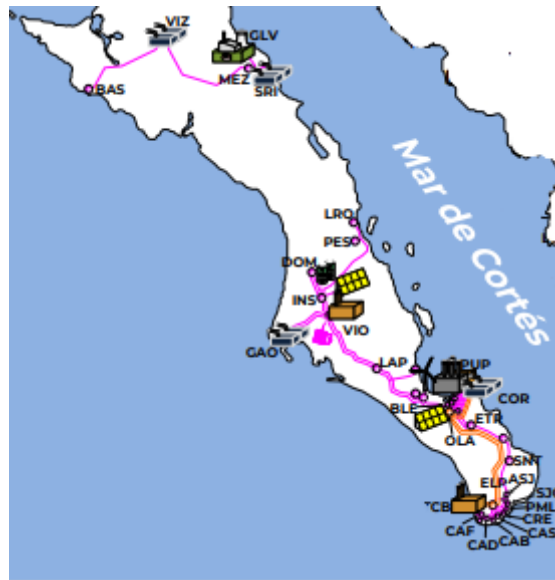 VIZ
GLV
MEZ
BAS
SRI
Mar de Cortés
LRO
PES
DOM
INS
VIO
GAO
LAP
PUP
COR
BLE
ETR
OLA
SNT
ELP
ASJ
SJC
CB
PML
CRE
CAF
CAS
CAB
CAD